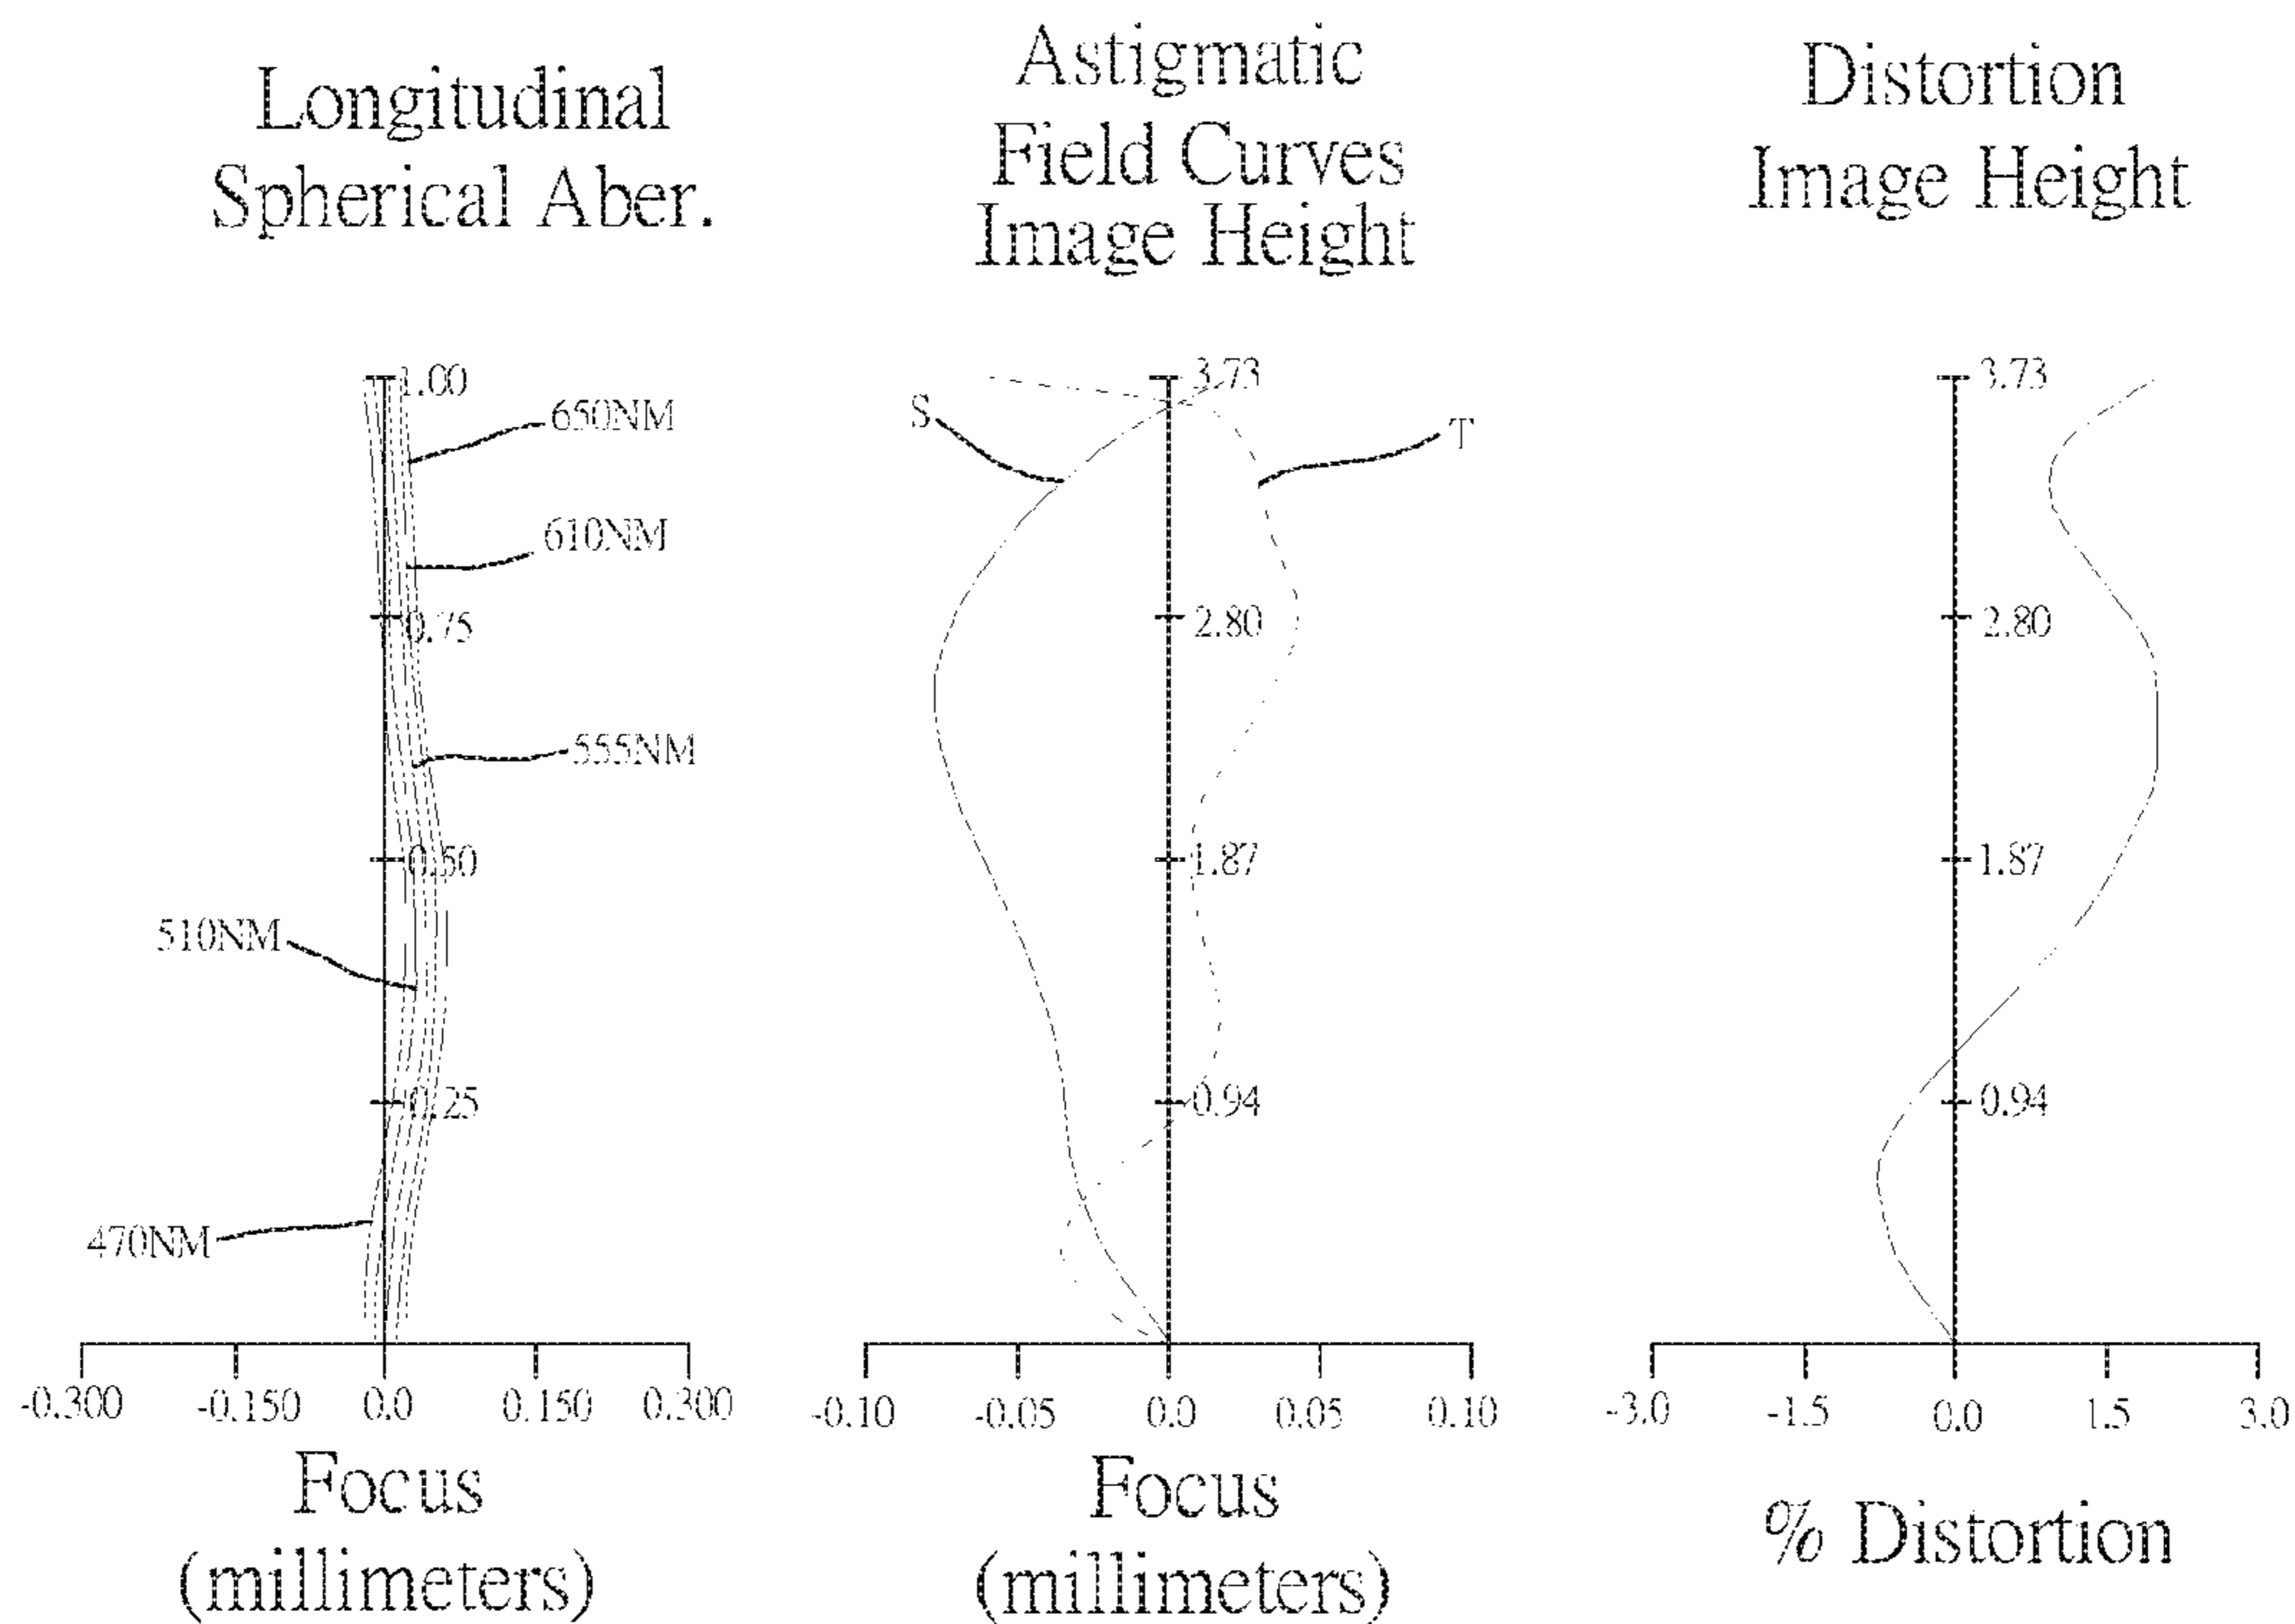 Longitudinal
Spherical Aber.
1.00
650NM
610NM
0.75
555NM
0.50
510NM
0.25
470NM
-0.300 -0.150 0.0 0.150 0.300
Focus
(millimeters)
Astigmatic
Field Curves
Image Height
3.73
S
T
2.80
1.87
0.94
-0.10 -0.05 0.0 0.05 0.10
Focus
(millimeters)
Distortion
Image Height
3.73
2.80
1.87
0.94
-3.0 -1.5 0.0 1.5 3.0
% Distortion